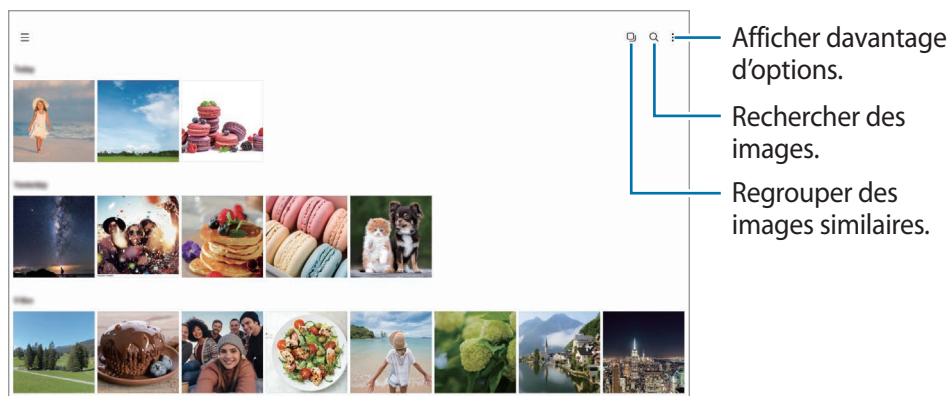 Afficher davantage
d’options.
Rechercher des
images.
Regrouper des
images similaires.